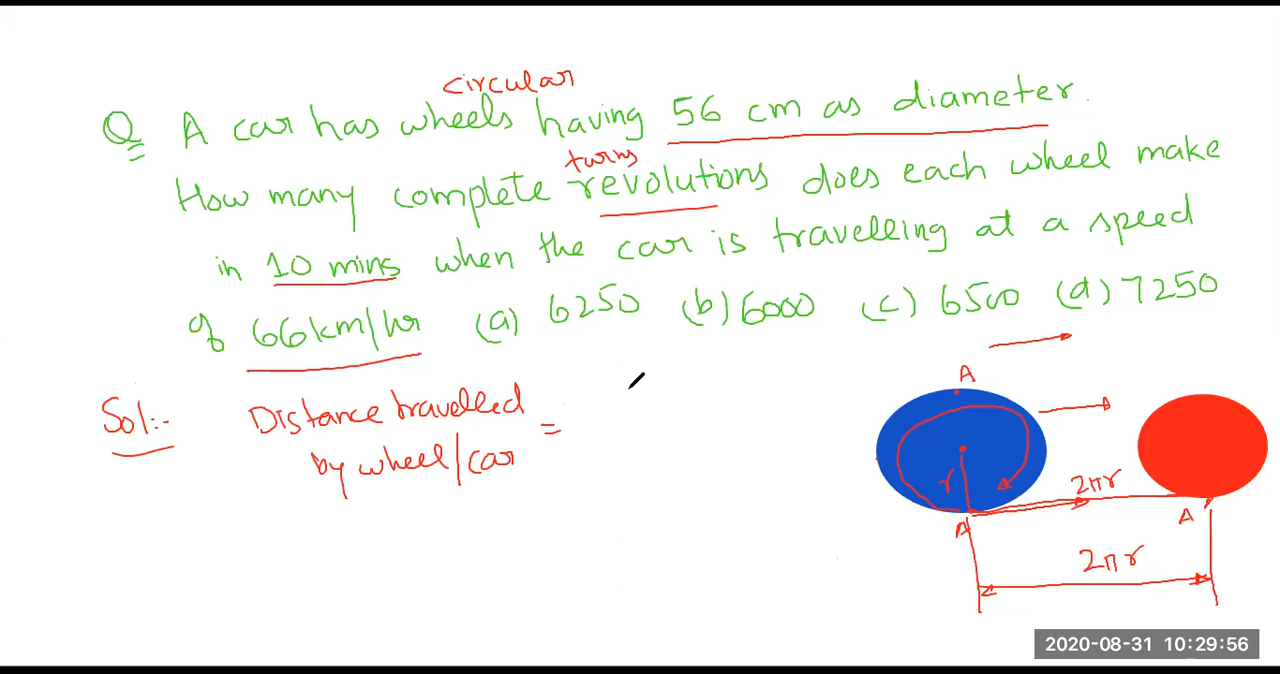 circular
Q A car has wheels having 56 cm as diameter.
turns
How many complete revolutions does each wheel make
in 10 mins when the car is travelling at a speed
of 66km/hr (a) 6250 (b) 6000 (c) 6500 (d) 7250
Sol:- Distance travelled =
by wheel/car
A
r
2πr
A
A
2πr
2020-08-31 10:29:56